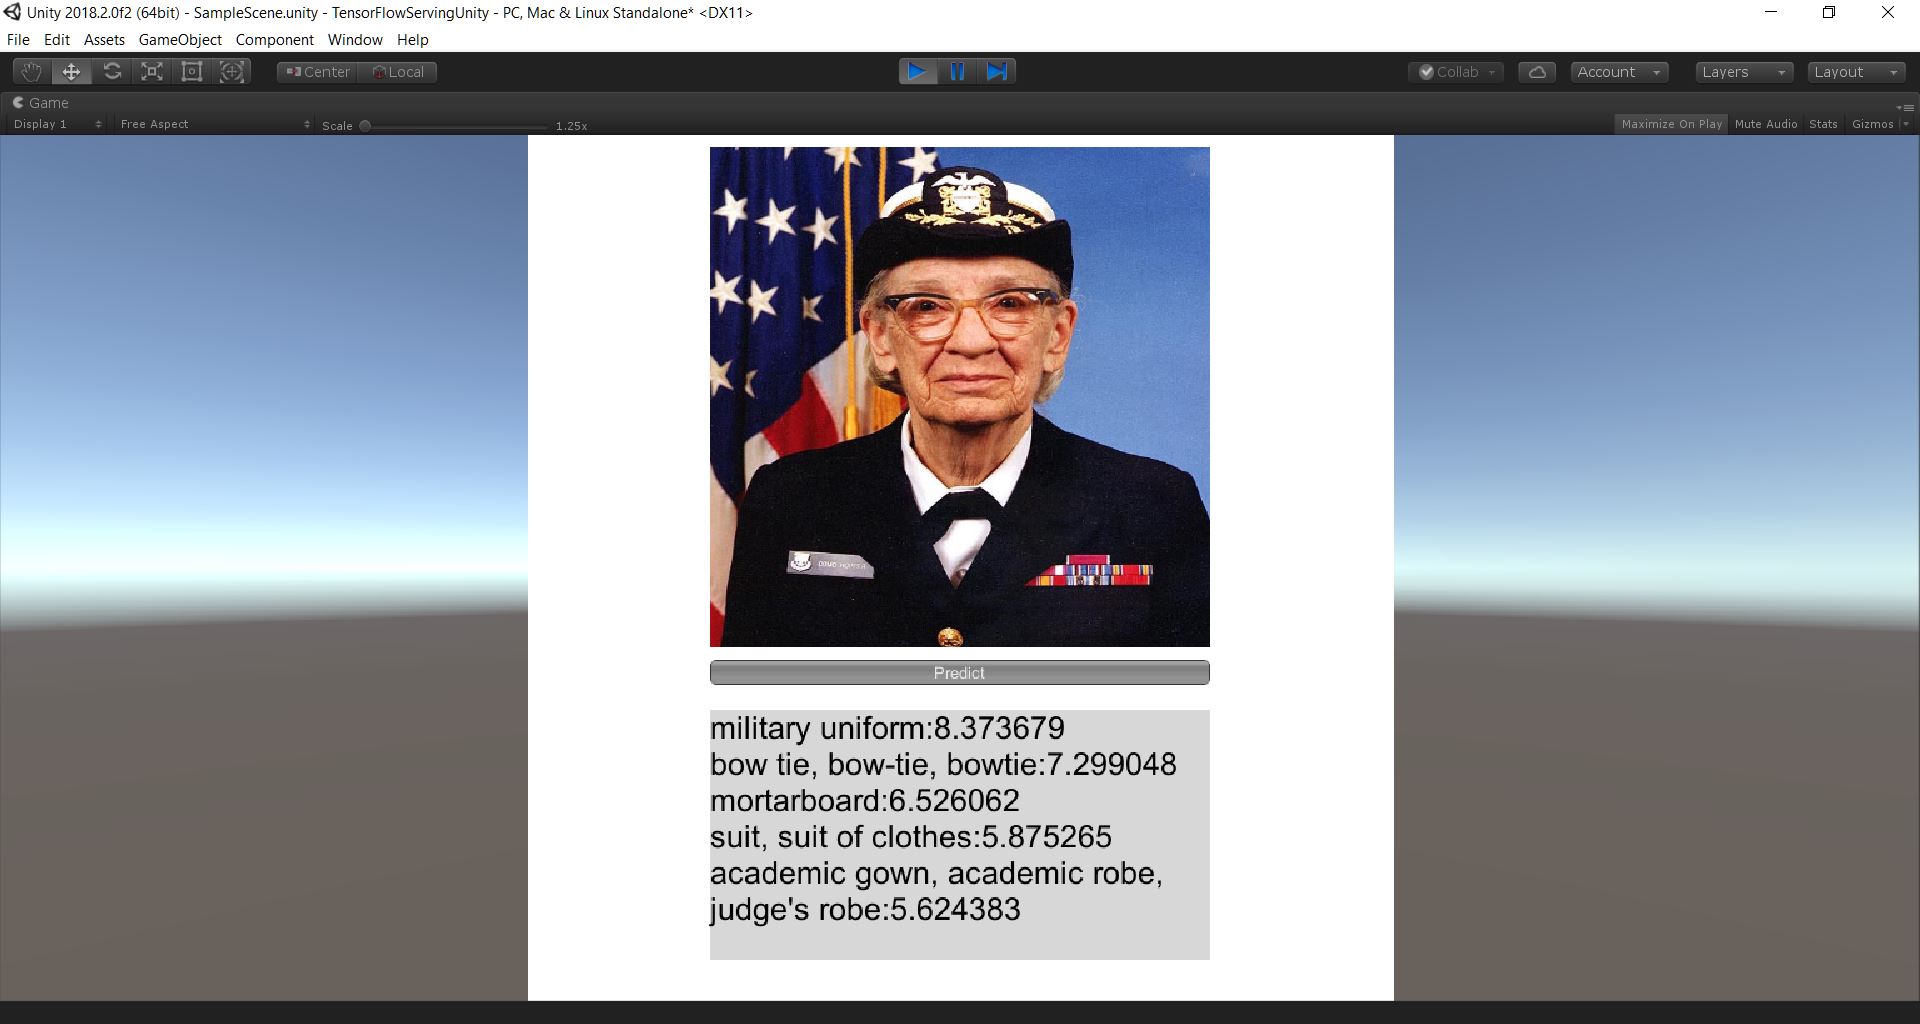 Unity 2018.2.0f2 (64bit) - SampleScene.unity - TensorFlowServingUnity - PC, Mac & Linux Standalone* <DX11>
File Edit Assets GameObject Component Window Help
Center Local Collab Account Layers Layout
Game
Display 1 Free Aspect Scale 1.25x Maximize On Play Mute Audio Stats Gizmos
Predict
military uniform:8.373679
bow tie, bow-tie, bowtie:7.299048
mortarboard:6.526062
suit, suit of clothes:5.875265
academic gown, academic robe,
judge's robe:5.624383